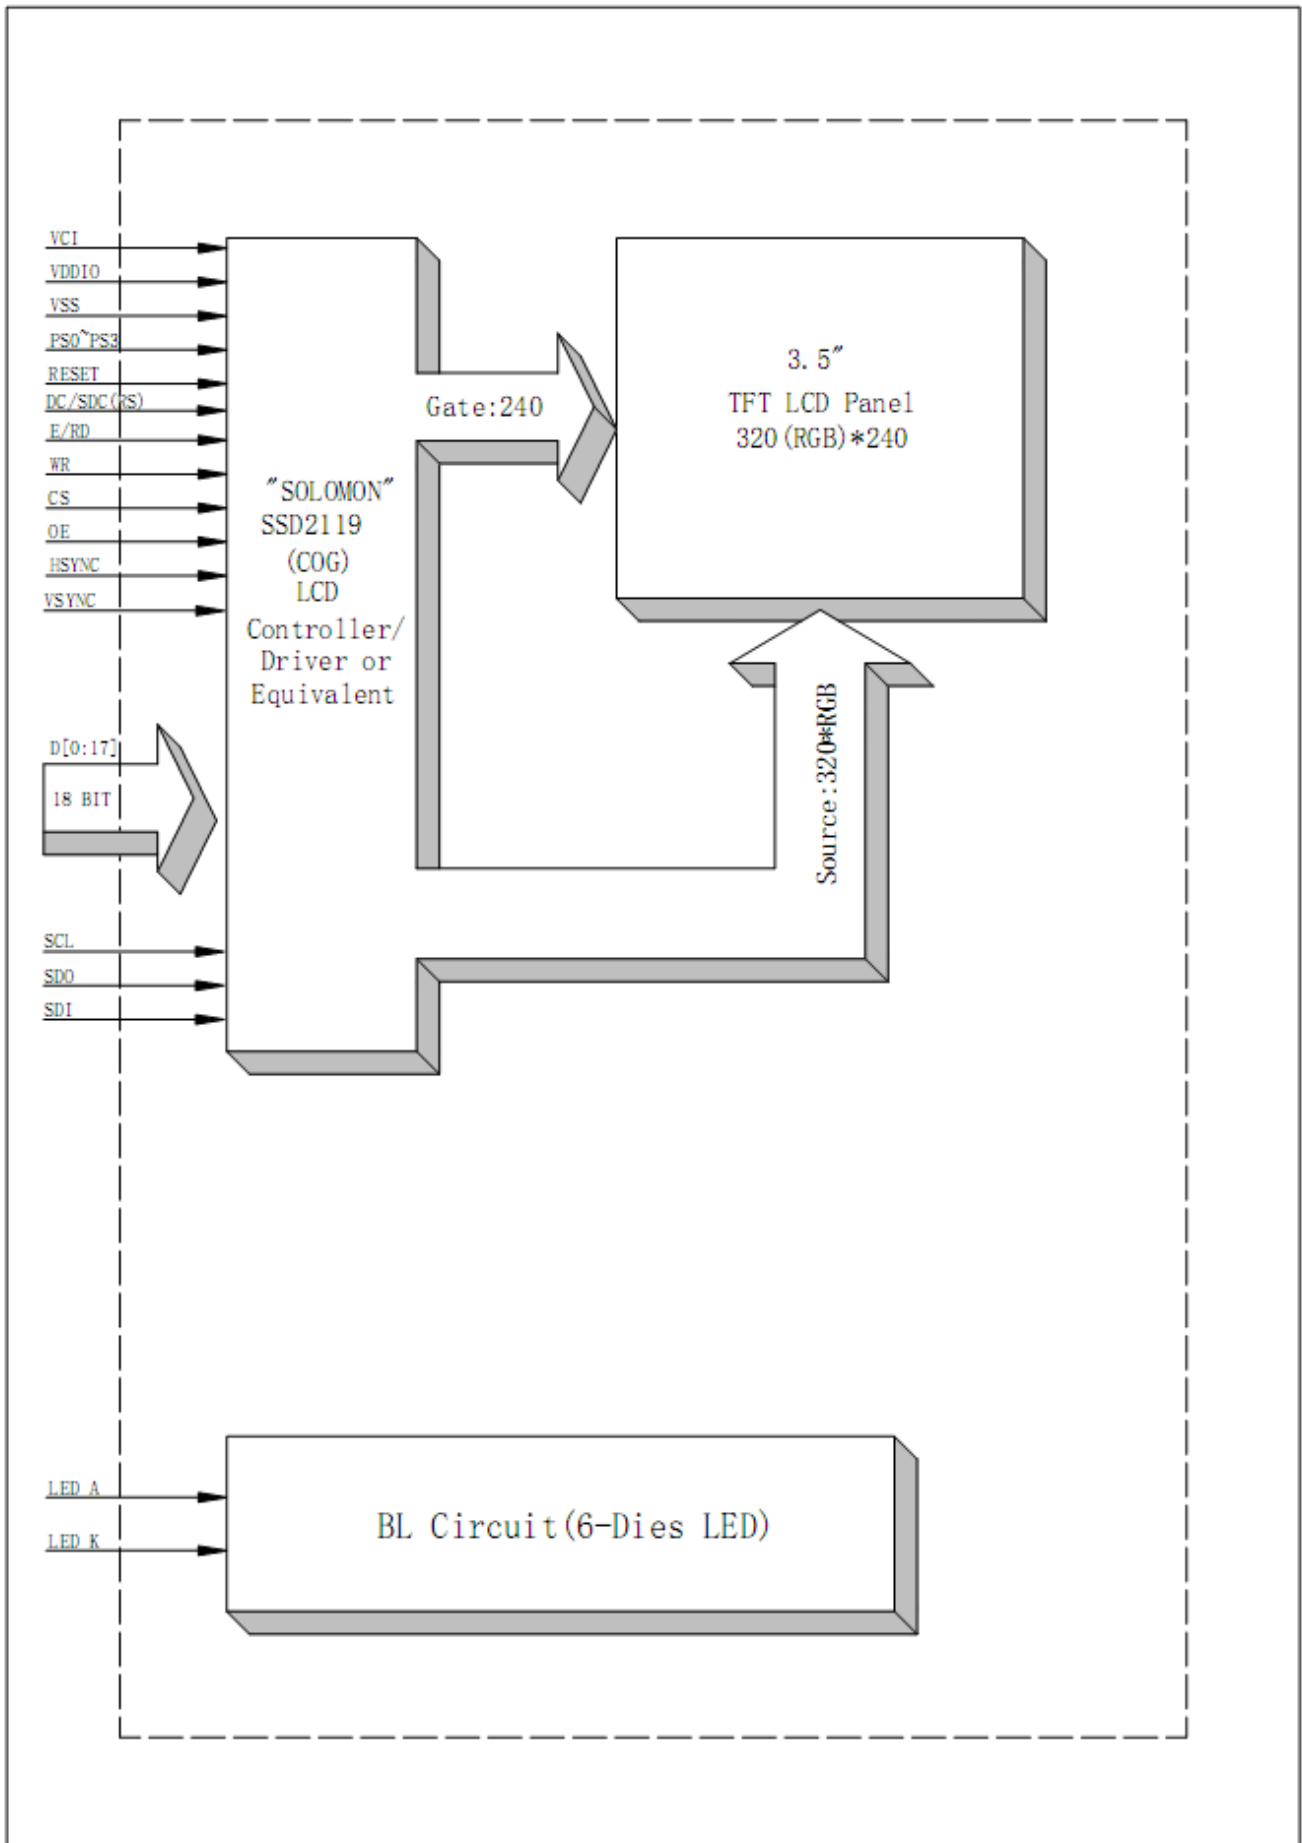 VCI
VDDIO
VSS
PS0~PS3
RESET
DC/SDC(RS)
E/RD
WR
CS
OE
HSYNC
VSYNC
"SOLOMON"
SSD2119
(COG)
LCD
Controller/
Driver or
Equivalent
Gate:240
3.5"
TFT LCD Panel
320(RGB)*240
Source:320*RGB
D[0:17]
18 BIT
SCL
SDO
SDI
LED A
LED K
BL Circuit(6-Dies LED)